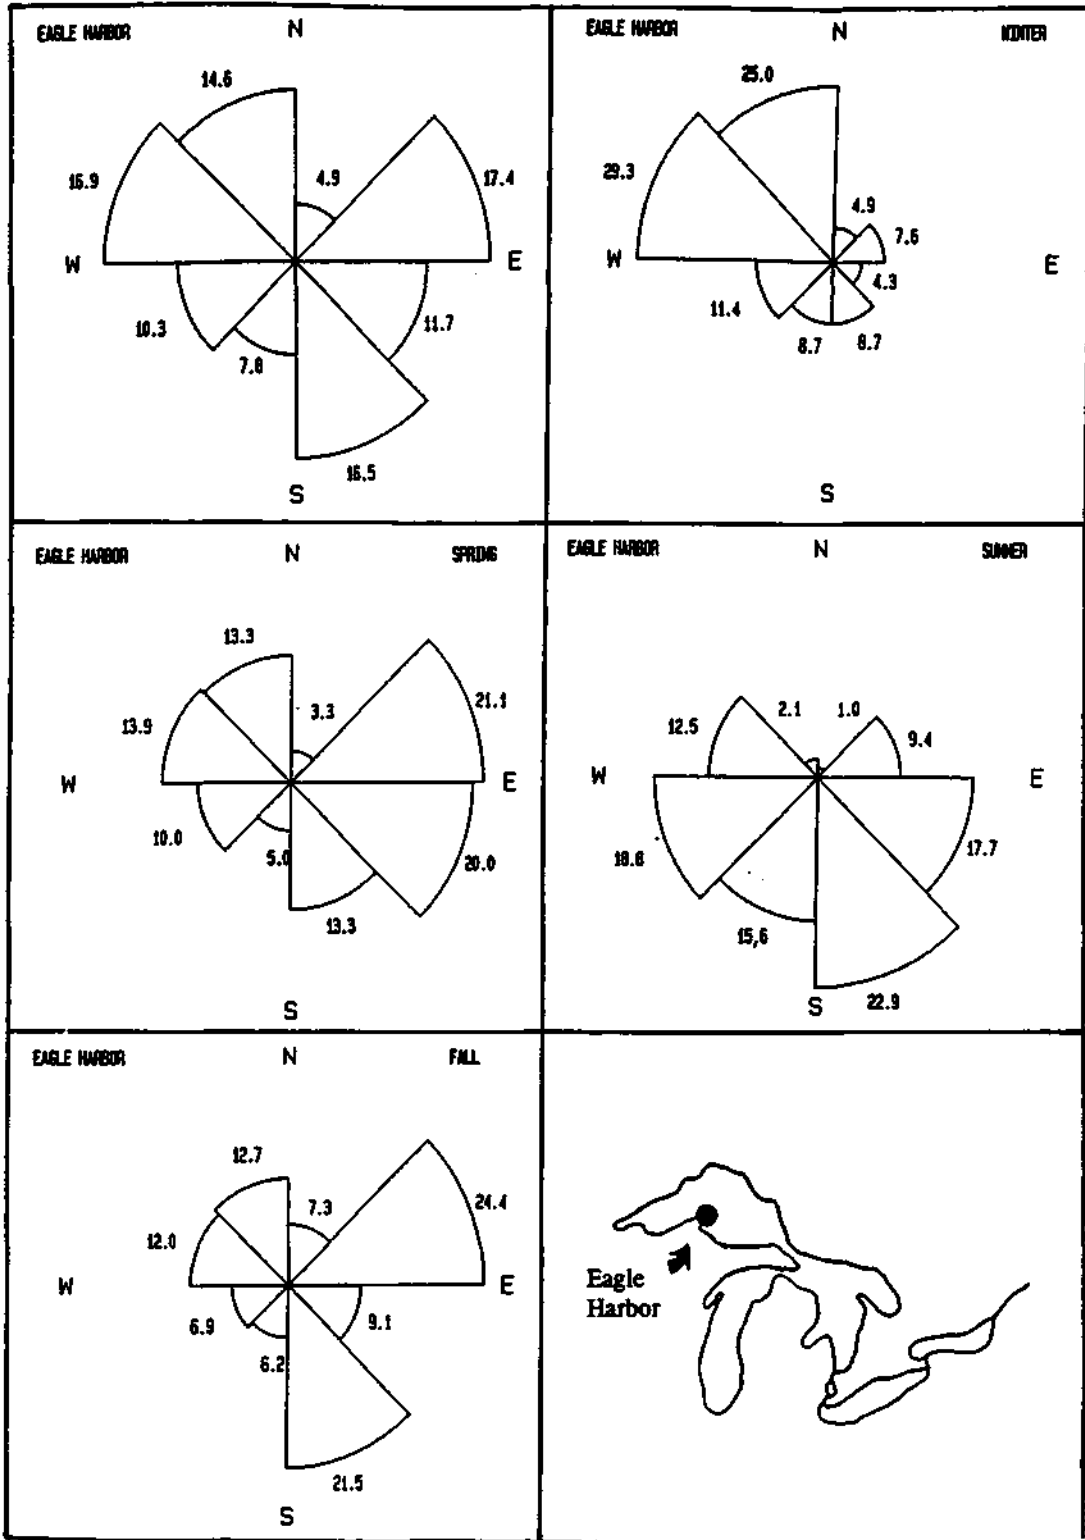 EAGLE HARBOR
N
14.6
4.9
16.9
17.4
W
E
10.3
11.7
7.8
16.5
S
EAGLE HARBOR
N
WINTER
25.0
29.3
4.9
7.6
W
E
4.3
11.4
8.7
8.7
S
EAGLE HARBOR
N
SPRING
13.3
3.3
21.1
13.9
W
E
10.0
5.0
20.0
13.3
S
EAGLE HARBOR
N
SUMMER
2.1
1.0
12.5
9.4
W
E
18.8
17.7
15,6
S
22.9
EAGLE HARBOR
N
FALL
12.7
7.3
24.4
12.0
W
E
6.9
9.1
6.2
21.5
S
Eagle
Harbor